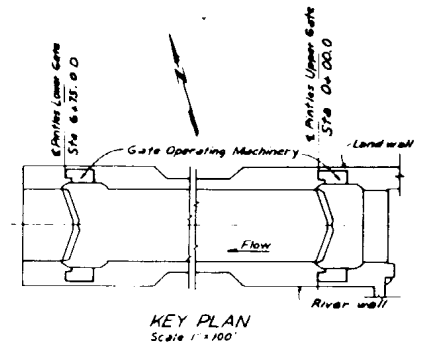 ℄ Pintles Lower Gate
Sta 6+75.0 D
N
℄ Pintles Upper Gate
Sta 0+00.0
Land wall
Gate Operating Machinery
Flow
River wall
KEY PLAN
Scale 1"=100'